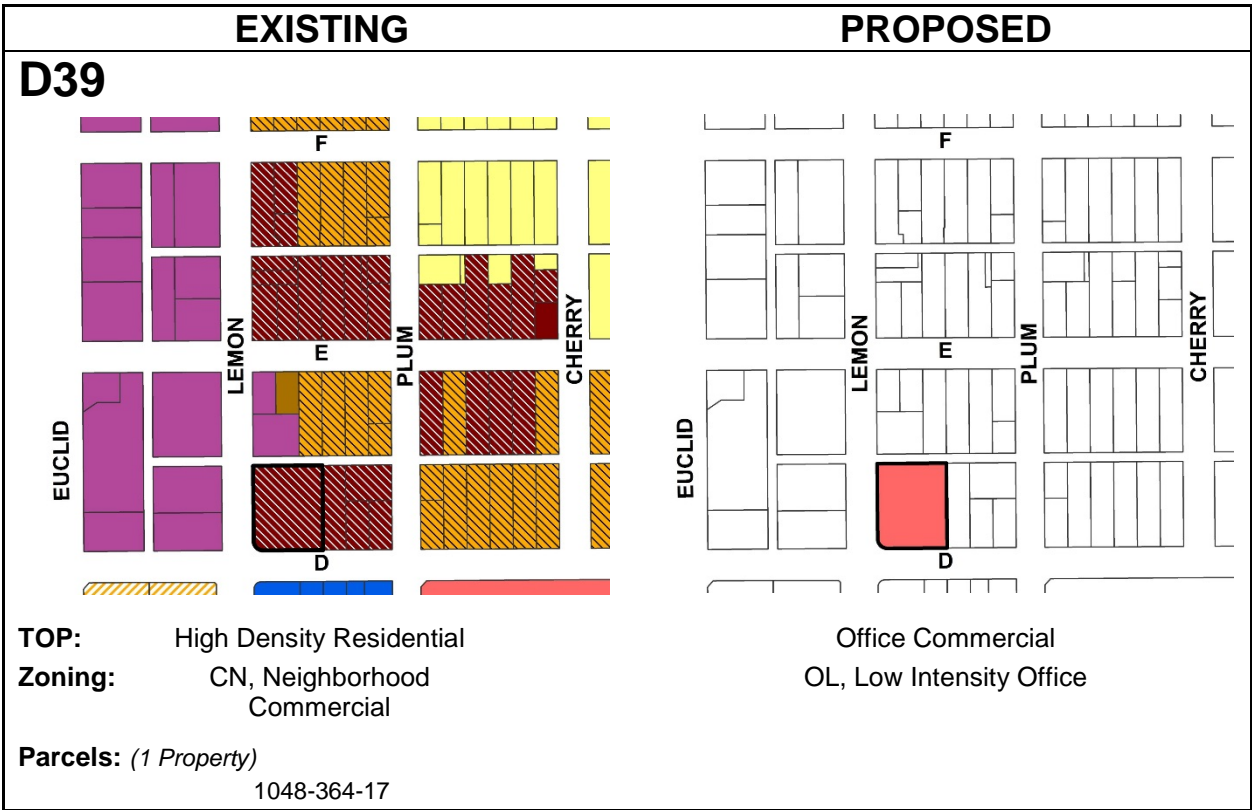 EXISTING PROPOSED
D39
F F
LEMON PLUM CHERRY LEMON PLUM CHERRY
E E
EUCLID EUCLID
D D
TOP: High Density Residential Office Commercial
Zoning: CN, Neighborhood OL, Low Intensity Office
Commercial
Parcels: (1 Property)
1048-364-17